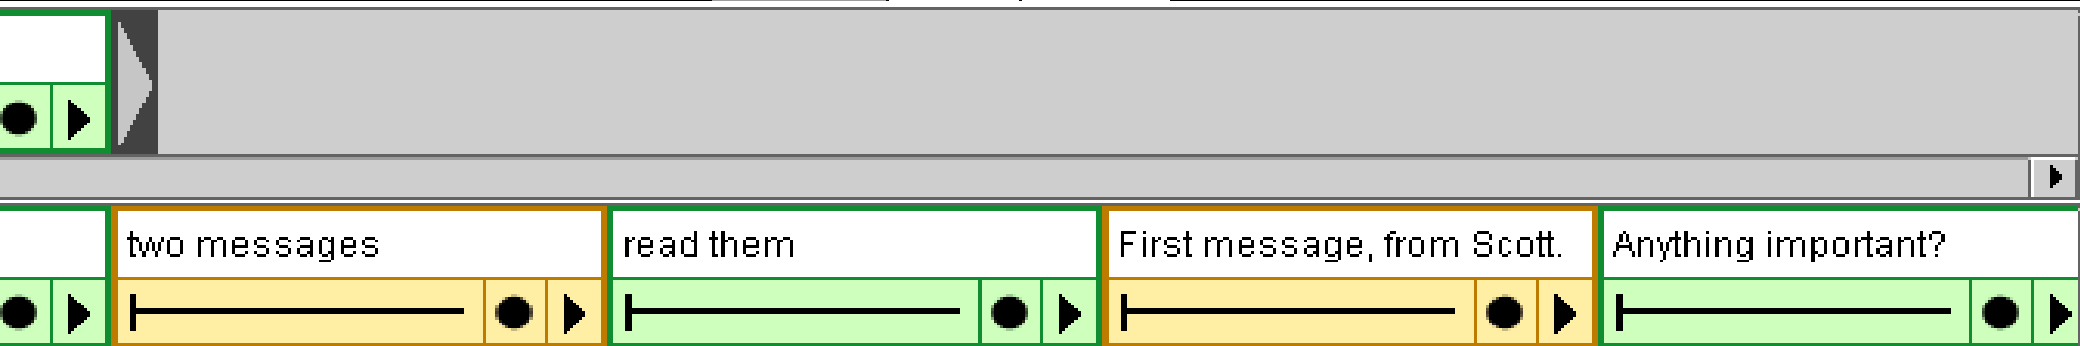 two messages
read them
First message, from Scott.
Anything important?